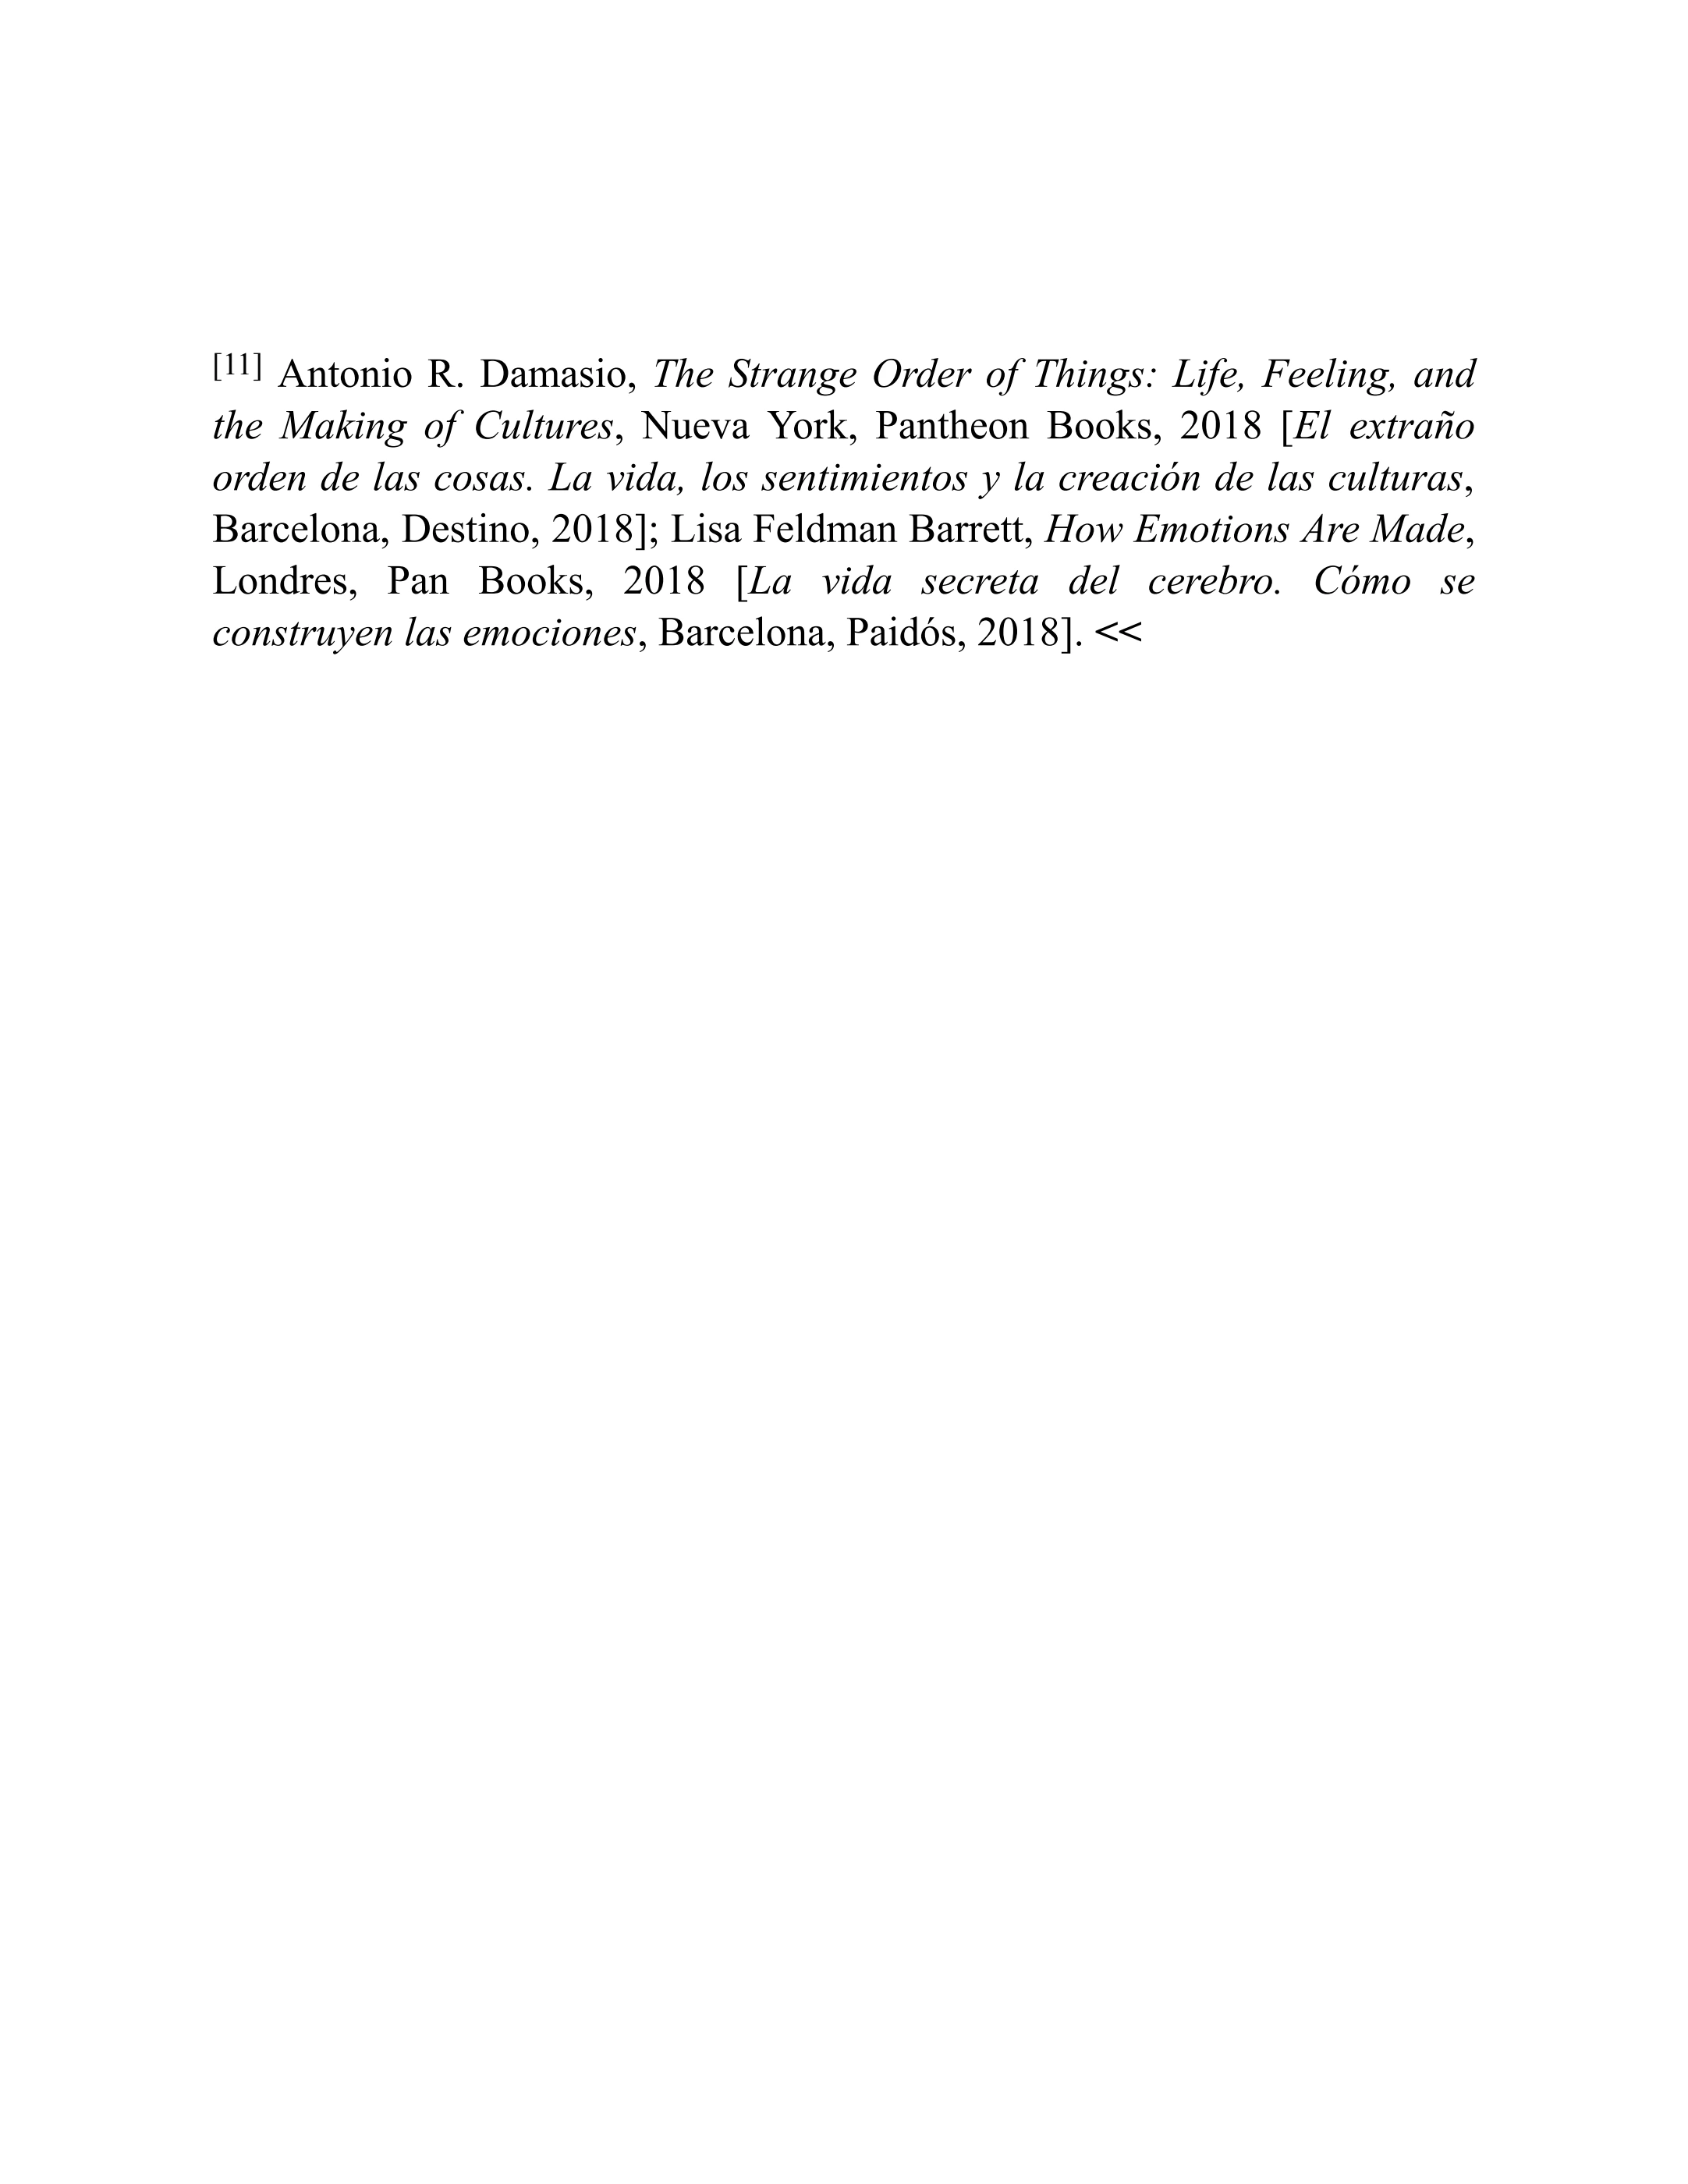 [11] Antonio R. Damasio, The Strange Order of Things: Life, Feeling, and
the Making of Cultures, Nueva York, Pantheon Books, 2018 [El extraño
orden de las cosas. La vida, los sentimientos y la creación de las culturas,
Barcelona, Destino, 2018]; Lisa Feldman Barrett, How Emotions Are Made,
Londres, Pan Books, 2018 [La vida secreta del cerebro. Cómo se
construyen las emociones, Barcelona, Paidós, 2018]. <<